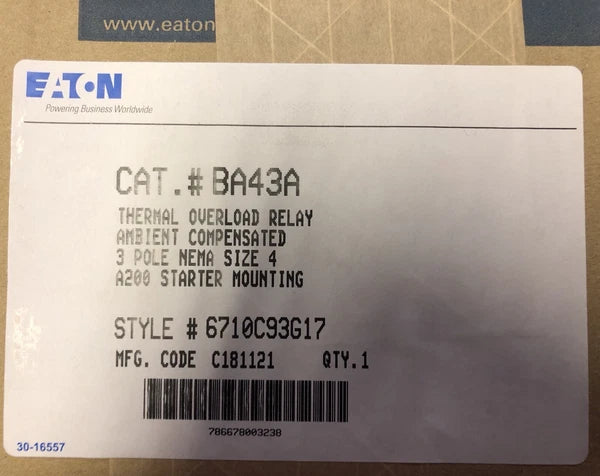 www.eaton
EATON
Powering Business Worldwide
CAT.# BA43A
THERMAL OVERLOAD RELAY
AMBIENT COMPENSATED
3 POLE NEMA SIZE 4
A200 STARTER MOUNTING
STYLE # 6710C93G17
MFG. CODE C181121 QTY.1
786678003238
30-16557